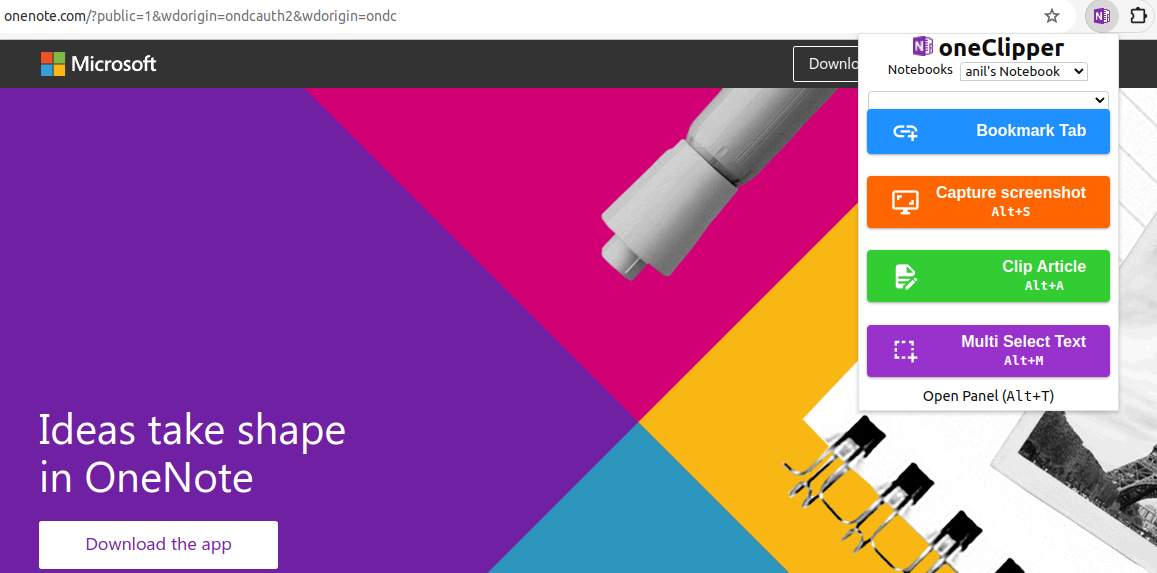 onenote.com/?public=1&wdorigin=ondcauth2&wdorigin=ondc
Microsoft
Downlo
N oneClipper
Notebooks anil's Notebook
Bookmark Tab
Capture screenshot
Alt+S
Clip Article
Alt+A
Multi Select Text
Alt+M
Open Panel (Alt+T)
Ideas take shape
in OneNote
Download the app